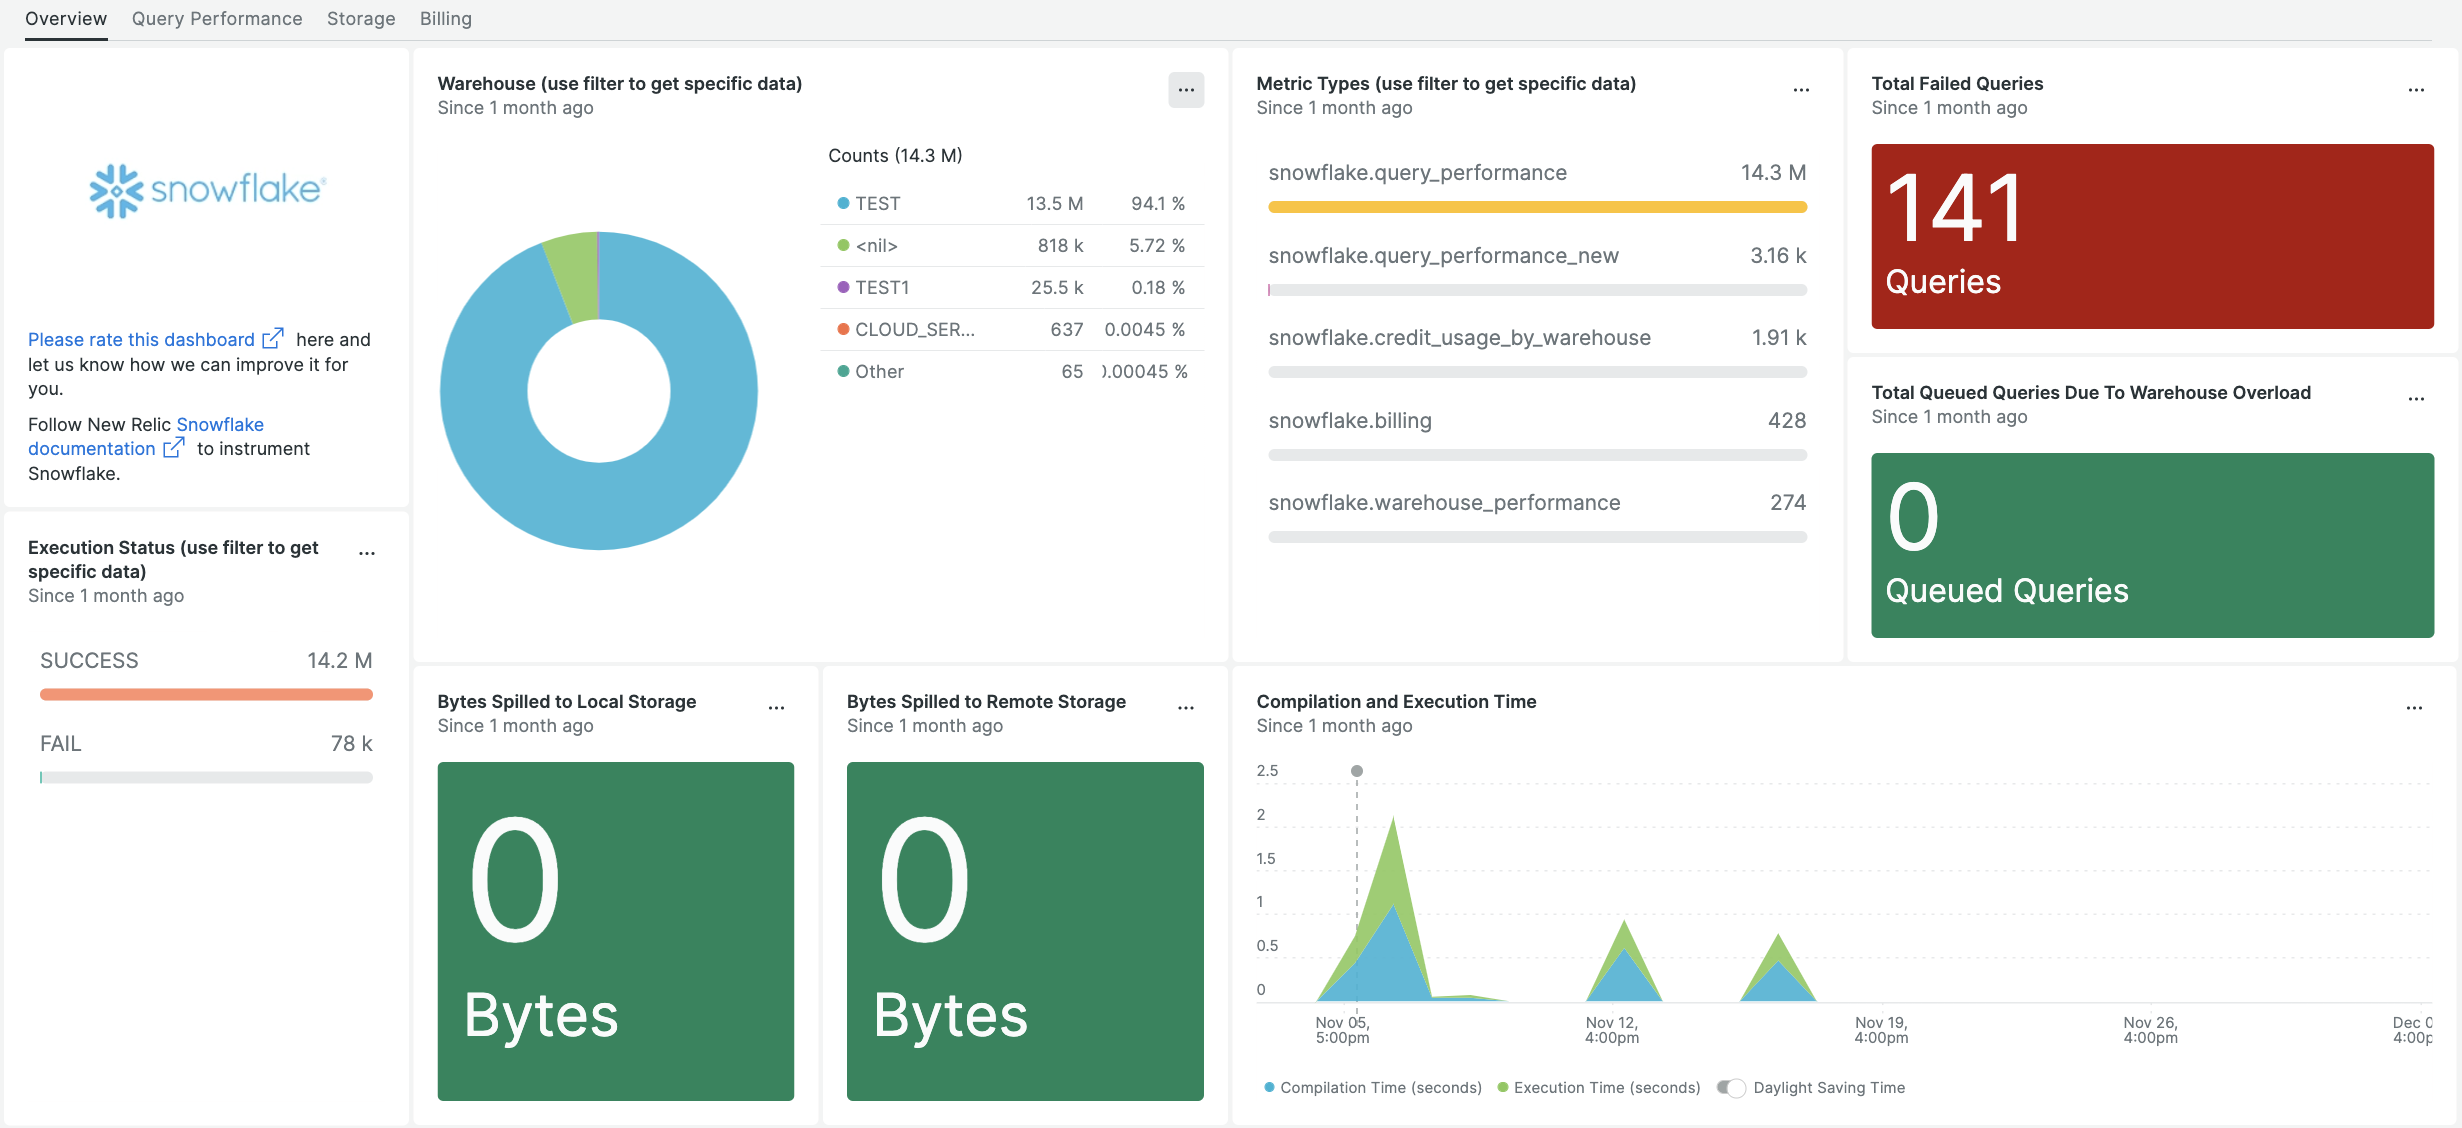 Overview Query Performance Storage Billing
snowflake®
Please rate this dashboard here and
let us know how we can improve it for
you.
Follow New Relic Snowflake
documentation to instrument
Snowflake.
Execution Status (use filter to get
specific data)
Since 1 month ago
SUCCESS 14.2 M
FAIL 78 k
Warehouse (use filter to get specific data)
Since 1 month ago
Counts (14.3 M)
TEST 13.5 M 94.1 %
<nil> 818 k 5.72 %
TEST1 25.5 k 0.18 %
CLOUD_SER... 637 0.0045 %
Other 65 .00045 %
Metric Types (use filter to get specific data)
Since 1 month ago
snowflake.query_performance 14.3 M
snowflake.query_performance_new 3.16 k
snowflake.credit_usage_by_warehouse 1.91 k
snowflake.billing 428
snowflake.warehouse_performance 274
Total Failed Queries
Since 1 month ago
141
Queries
Total Queued Queries Due To Warehouse Overload
Since 1 month ago
0
Queued Queries
Bytes Spilled to Local Storage
Since 1 month ago
0
Bytes
Bytes Spilled to Remote Storage
Since 1 month ago
0
Bytes
Compilation and Execution Time
Since 1 month ago
2.5
2
1.5
1
0.5
0
Nov 05, Nov 12, Nov 19, Nov 26, Dec 0
5:00pm 4:00pm 4:00pm 4:00pm 4:00p
Compilation Time (seconds) Execution Time (seconds) Daylight Saving Time